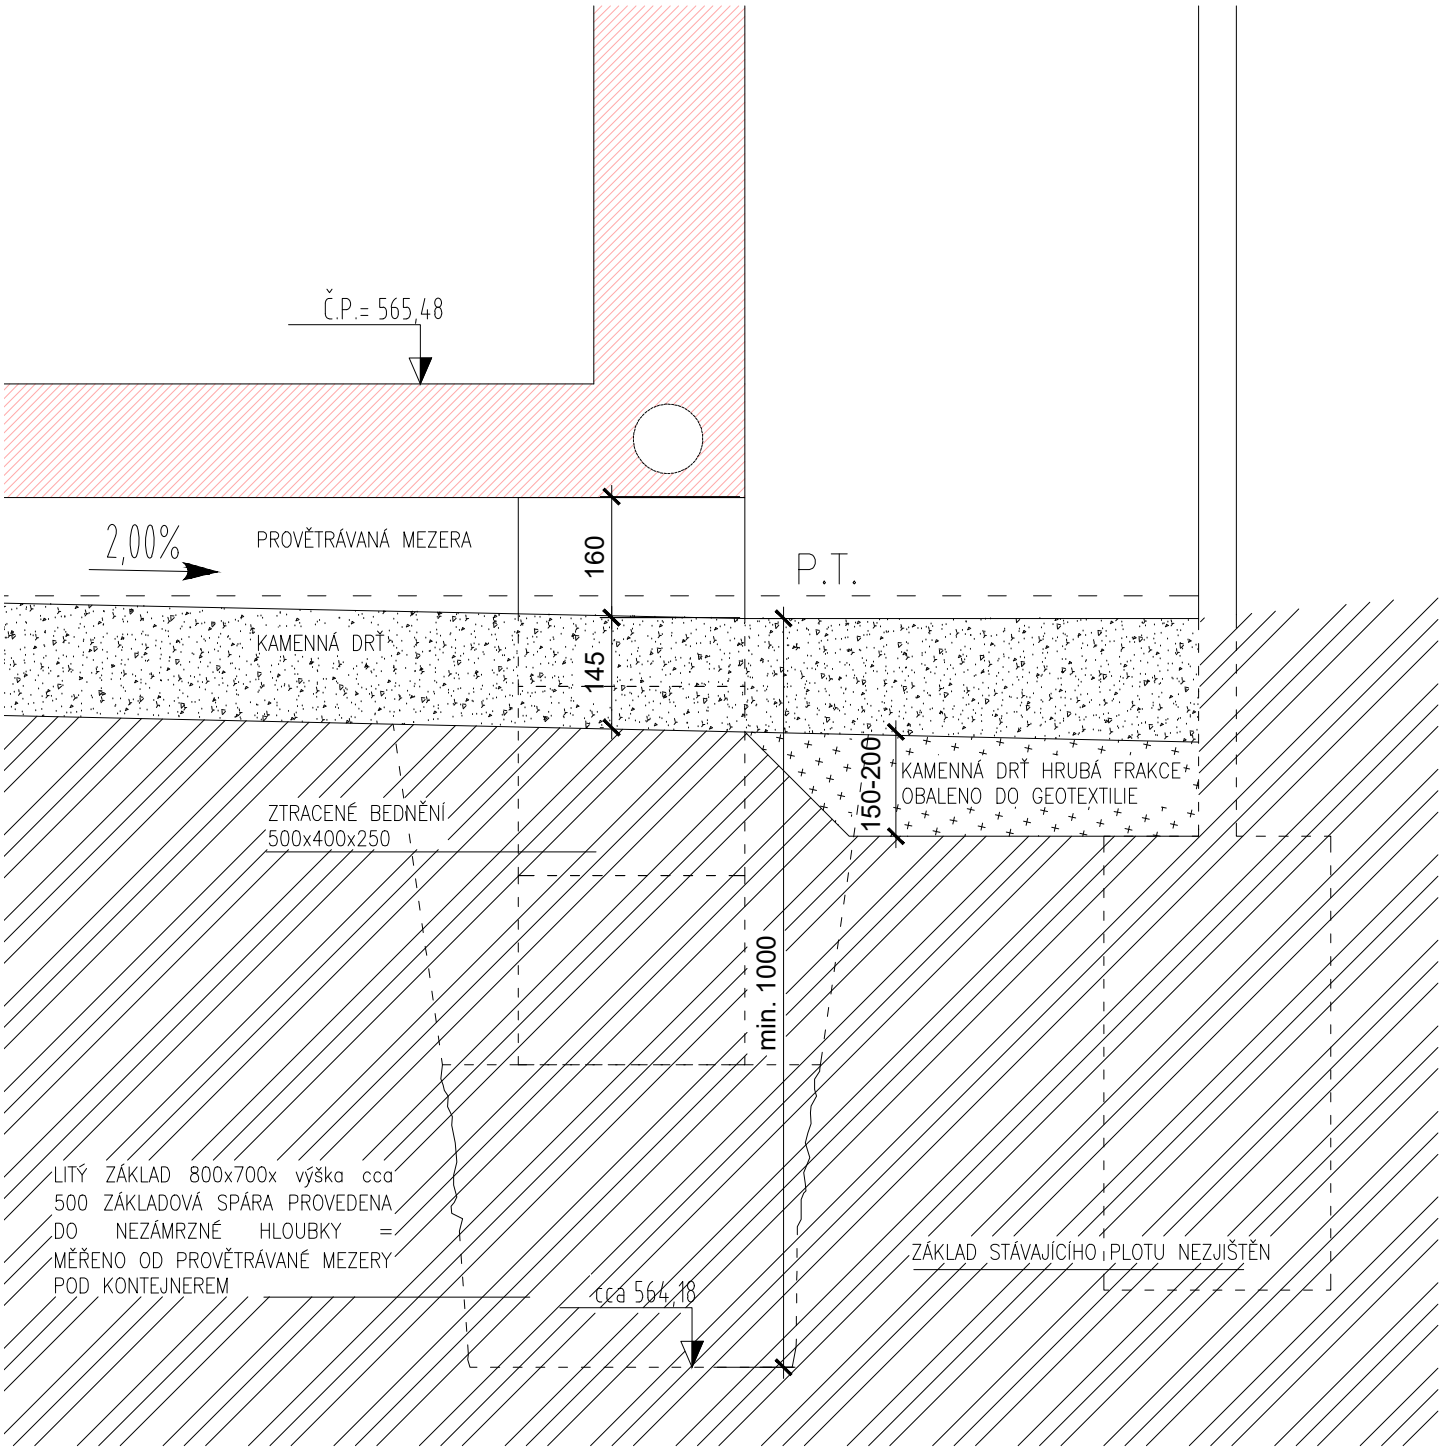 Č.P.= 565,48
2,00%
PROVĚTRÁVANÁ MEZERA
160
P.T.
KAMENNÁ DRŤ
145
150-200
KAMENNÁ DRŤ HRUBÁ FRAKCE
OBALENO DO GEOTEXTILIE
ZTRACENÉ BEDNĚNÍ
500x400x250
min. 1000
LITÝ ZÁKLAD 800x700x výška cca
500 ZÁKLADOVÁ SPÁRA PROVEDENA
DO NEZÁMRZNÉ HLOUBKY =
MĚŘENO OD PROVĚTRÁVANÉ MEZERY
POD KONTEJNEREM
ZÁKLAD STÁVAJÍCÍHO PLOTU NEZJIŠTĚN
cca 564,18